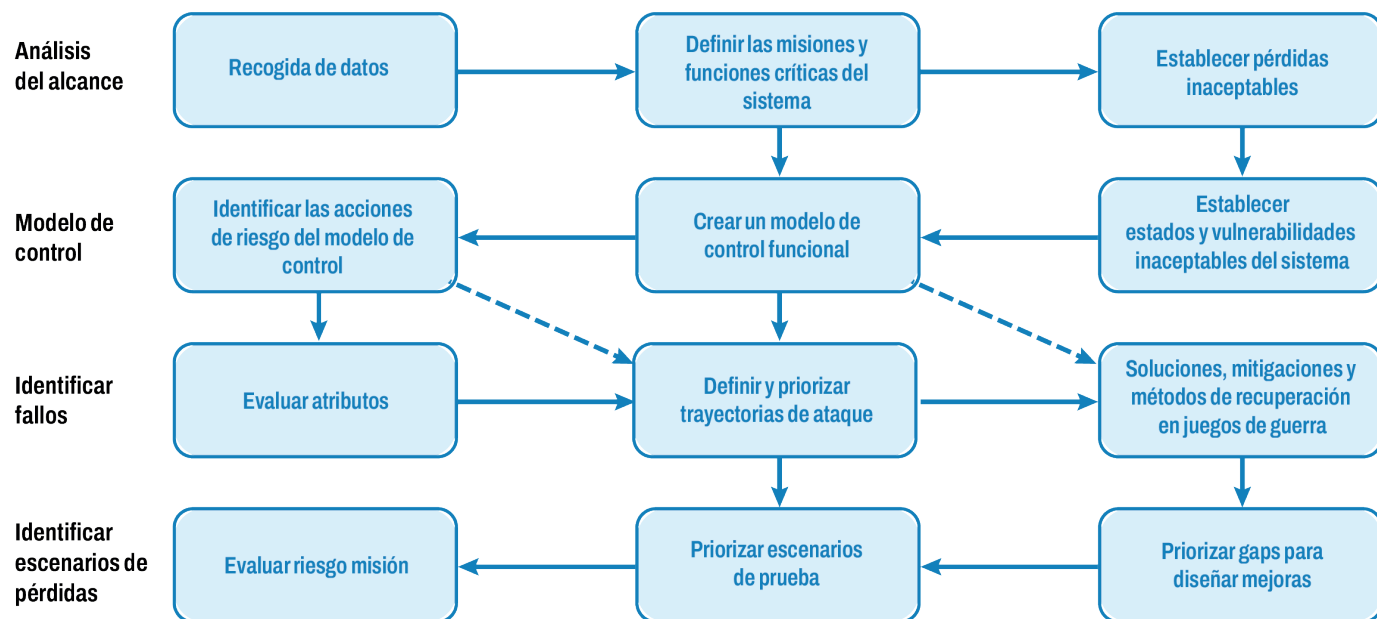 Análisis
del alcance
Recogida de datos
Definir las misiones y
funciones críticas del
sistema
Establecer pérdidas
inaceptables
Modelo de
control
Identificar las acciones
de riesgo del modelo de
control
Crear un modelo de
control funcional
Establecer
estados y vulnerabilidades
inaceptables del sistema
Identificar
fallos
Evaluar atributos
Definir y priorizar
trayectorias de ataque
Soluciones, mitigaciones y
métodos de recuperación
en juegos de guerra
Identificar
escenarios de
pérdidas
Evaluar riesgo misión
Priorizar escenarios
de prueba
Priorizar gaps para
diseñar mejoras